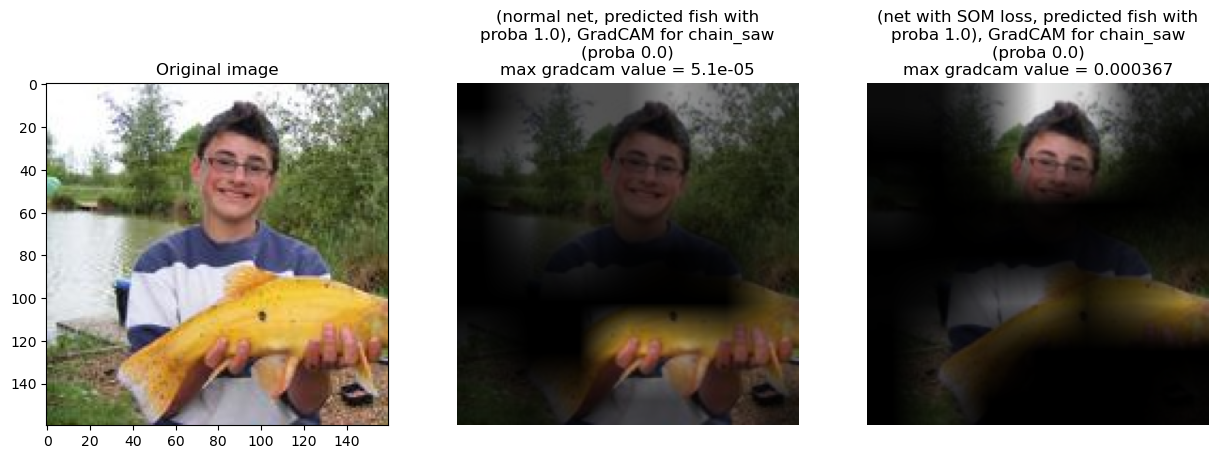 Original image
0
20
40
60
80
100
120
140
0 20 40 60 80 100 120 140
(normal net, predicted fish with
proba 1.0), GradCAM for chain_saw
(proba 0.0)
max gradcam value = 5.1e-05
(net with SOM loss, predicted fish with
proba 1.0), GradCAM for chain_saw
(proba 0.0)
max gradcam value = 0.000367